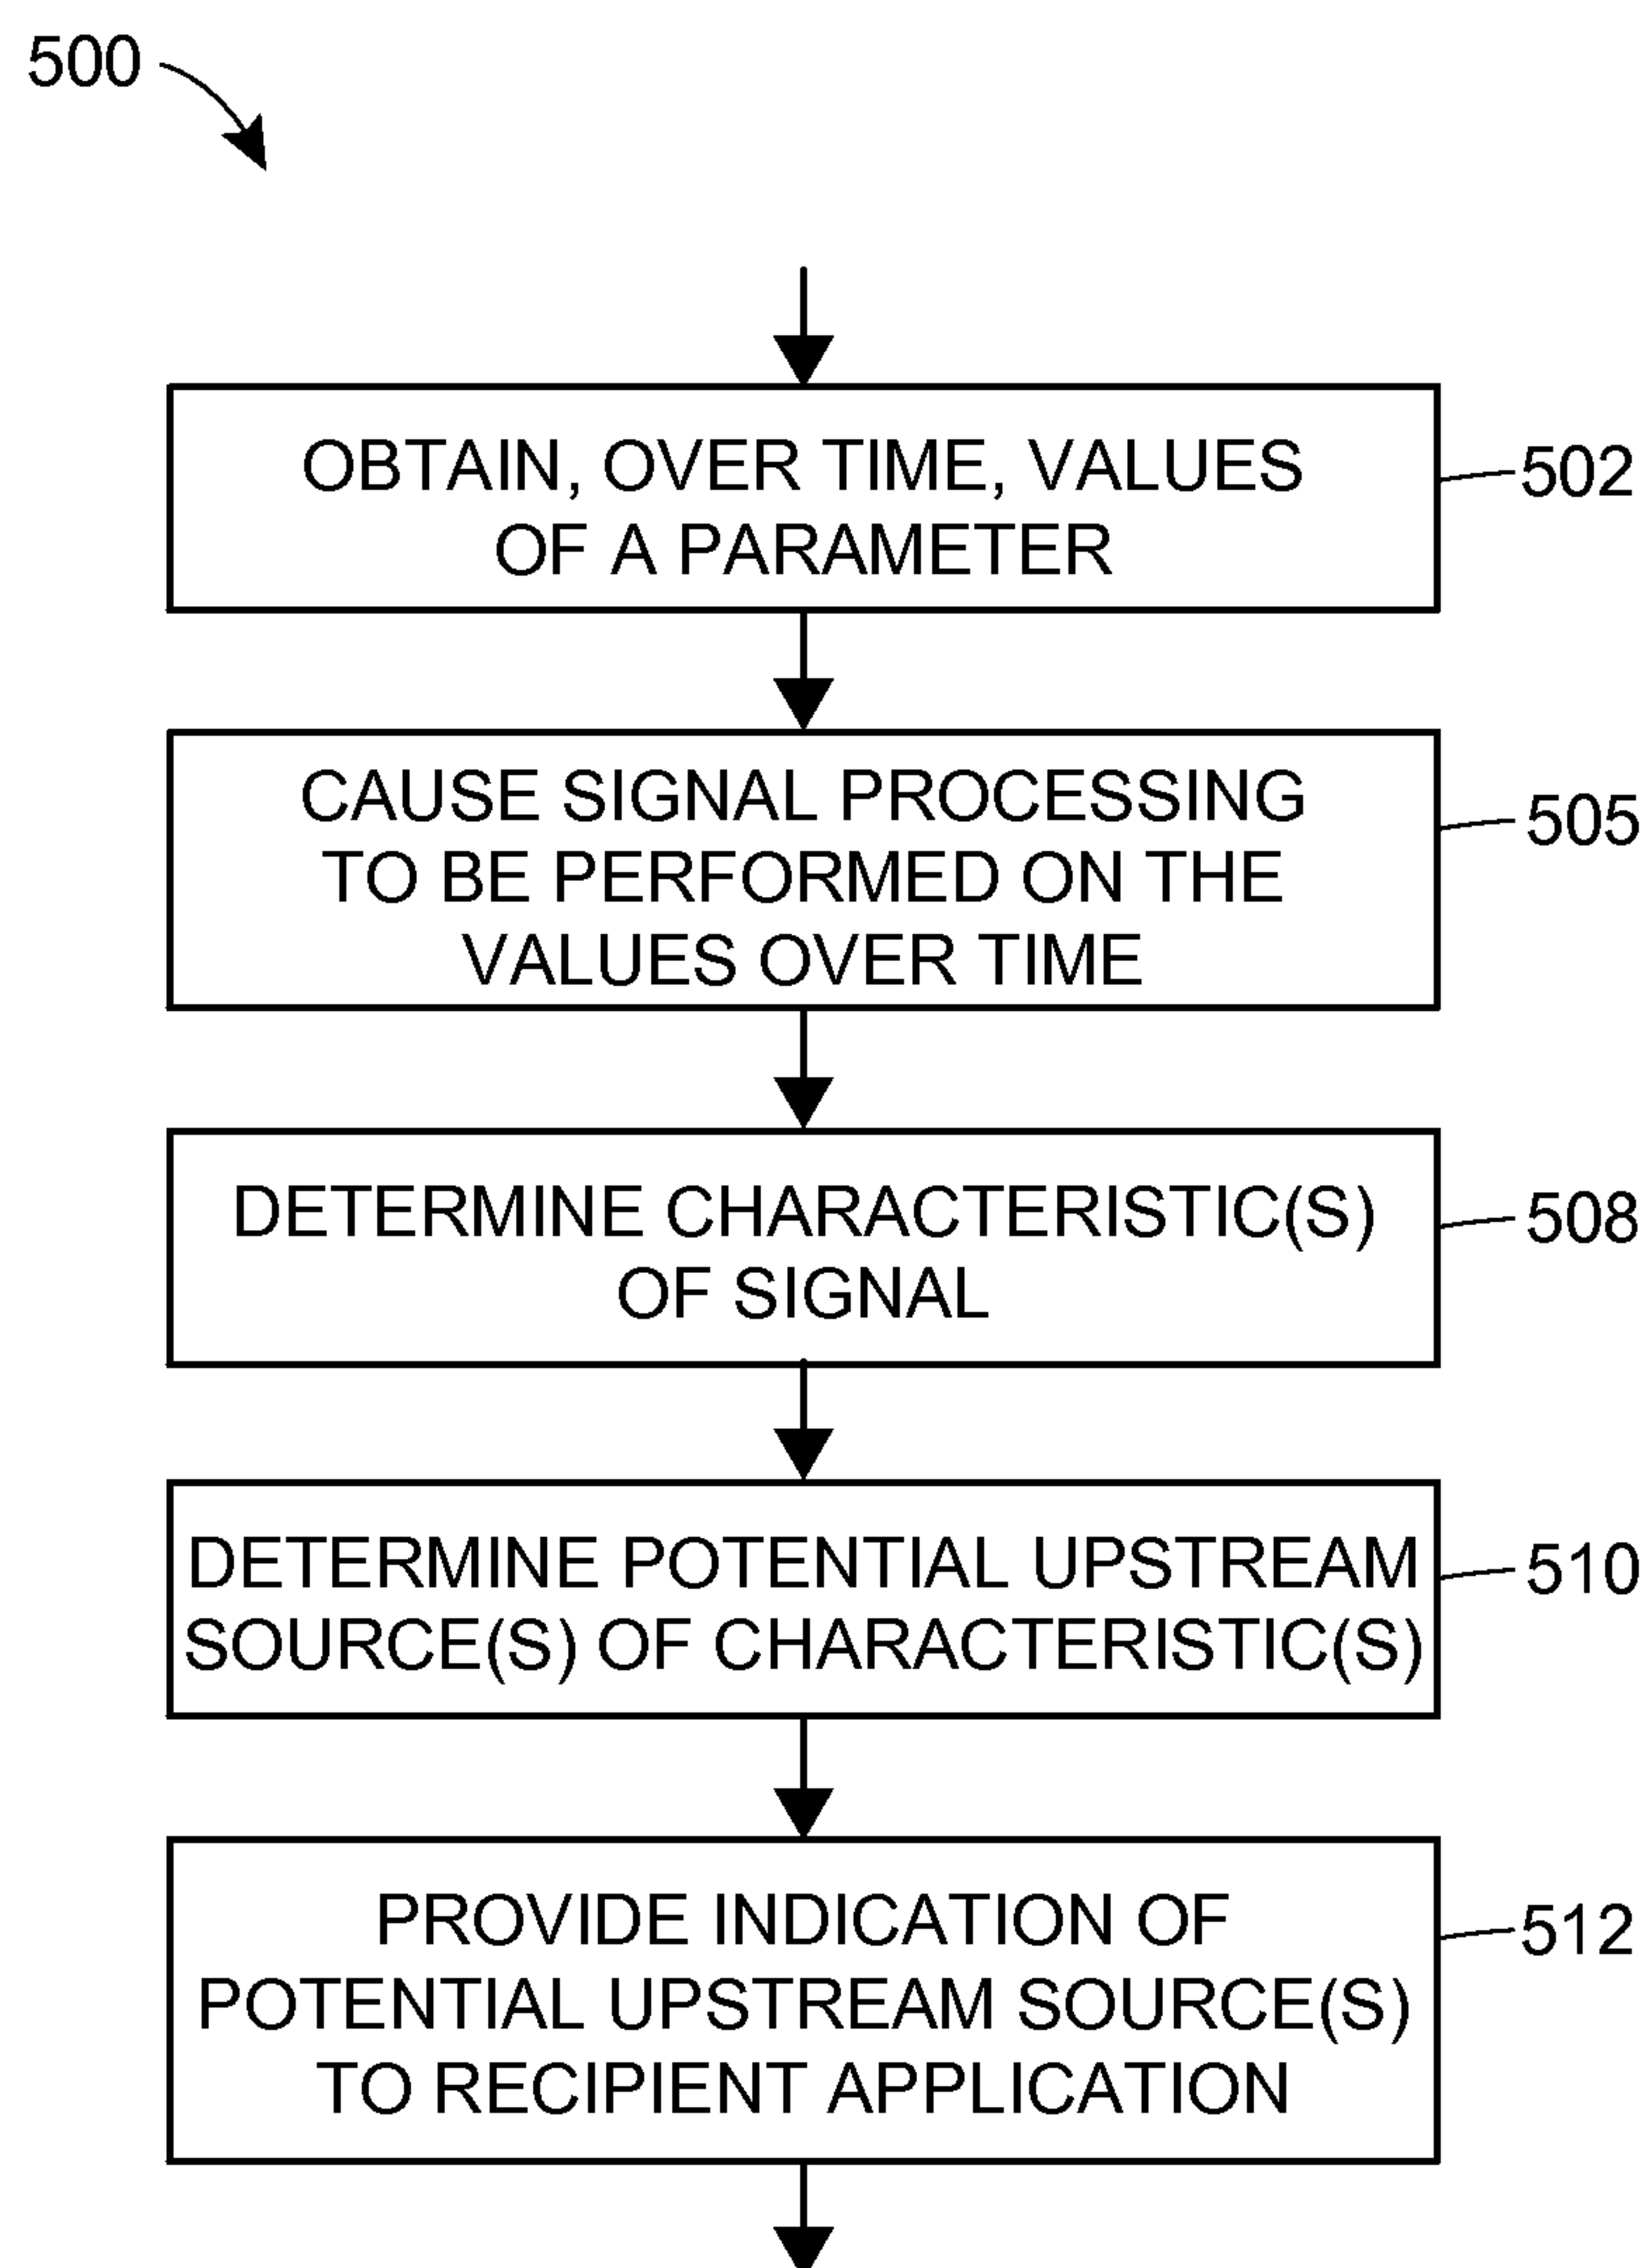 500
OBTAIN, OVER TIME, VALUES
OF A PARAMETER
502
CAUSE SIGNAL PROCESSING
TO BE PERFORMED ON THE
VALUES OVER TIME
505
DETERMINE CHARACTERISTIC(S)
OF SIGNAL
508
DETERMINE POTENTIAL UPSTREAM
SOURCE(S) OF CHARACTERISTIC(S)
510
PROVIDE INDICATION OF
POTENTIAL UPSTREAM SOURCE(S)
TO RECIPIENT APPLICATION
512